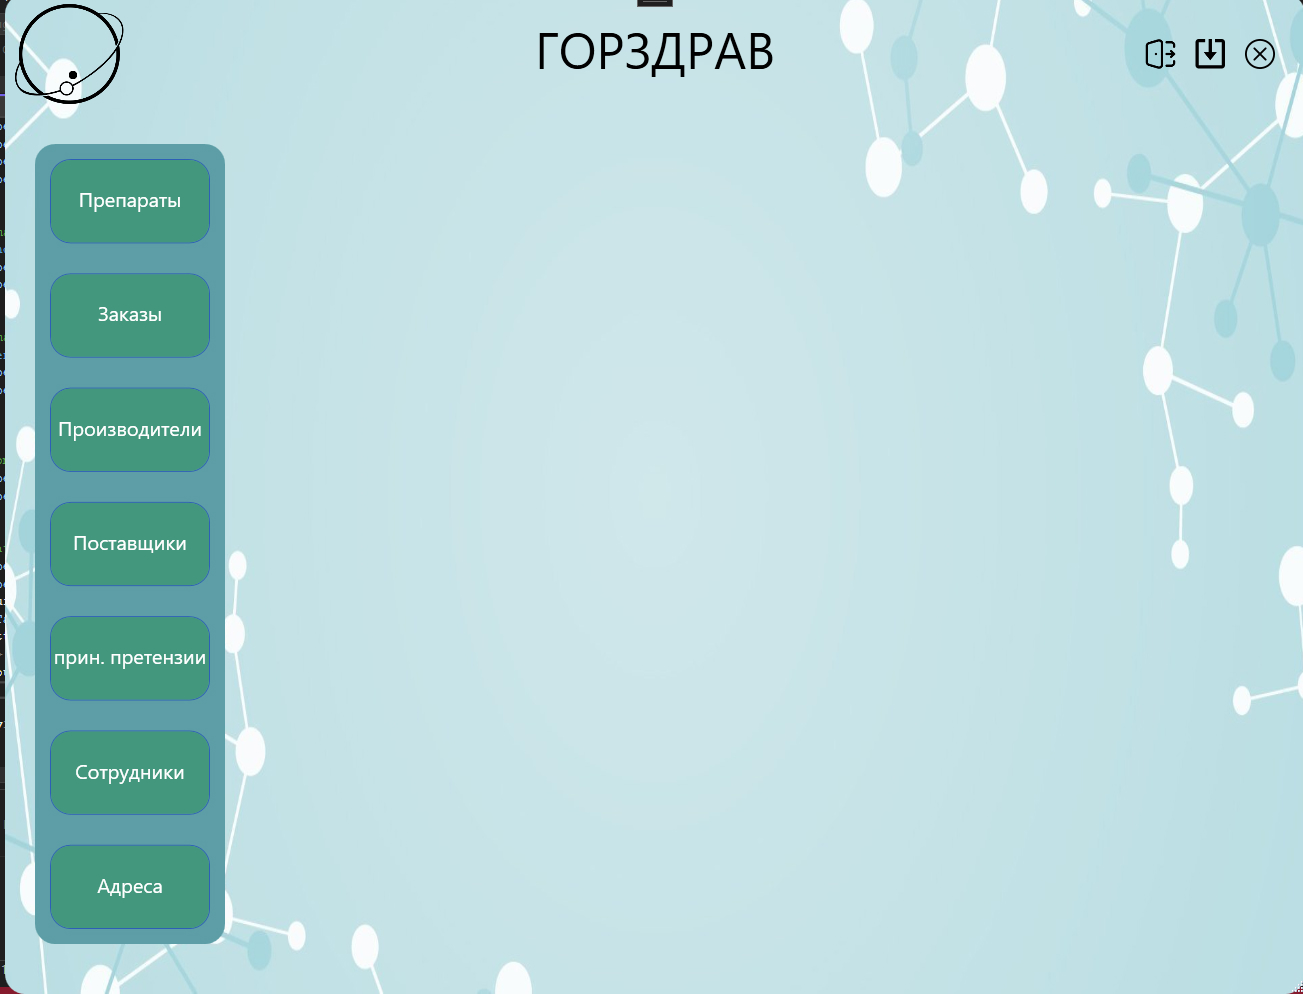 ГОРЗДРАВ
Препараты
Заказы
Производители
Поставщики
прин. претензии
Сотрудники
Адреса